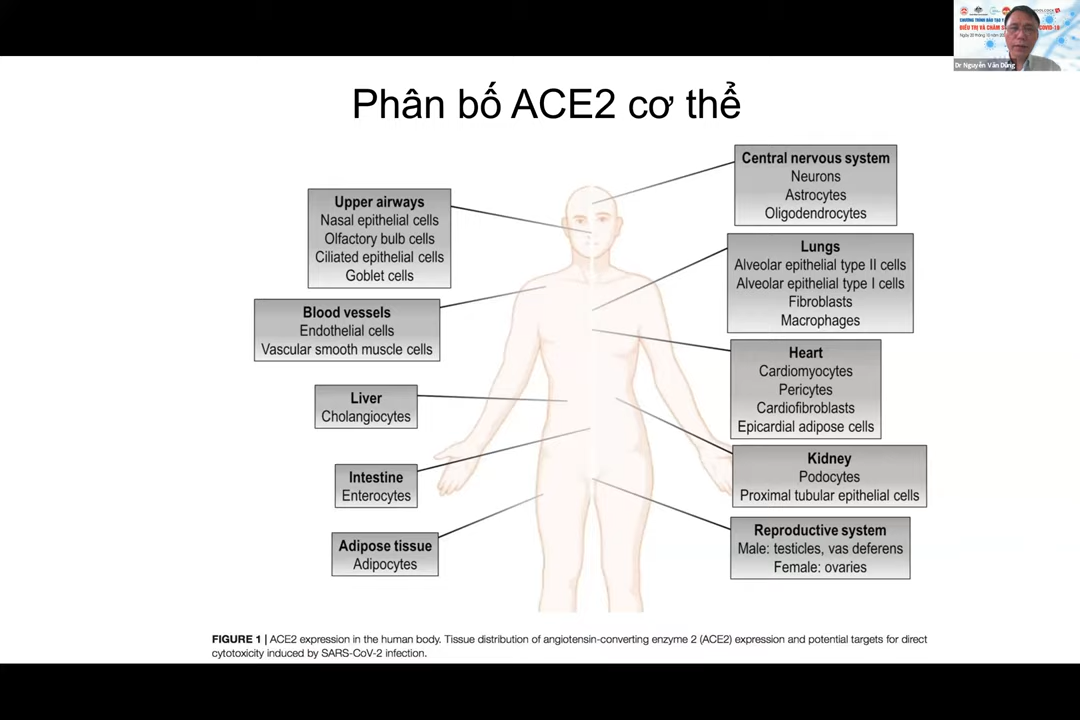 Dr Nguyễn Văn Dũng
Phân bố ACE2 cơ thể
Upper airways
Nasal epithelial cells
Olfactory bulb cells
Ciliated epithelial cells
Goblet cells
Blood vessels
Endothelial cells
Vascular smooth muscle cells
Liver
Cholangiocytes
Intestine
Enterocytes
Adipose tissue
Adipocytes
Central nervous system
Neurons
Astrocytes
Oligodendrocytes
Lungs
Alveolar epithelial type II cells
Alveolar epithelial type I cells
Fibroblasts
Macrophages
Heart
Cardiomyocytes
Pericytes
Cardiofibroblasts
Epicardial adipose cells
Kidney
Podocytes
Proximal tubular epithelial cells
Reproductive system
Male: testicles, vas deferens
Female: ovaries
FIGURE 1 | ACE2 expression in the human body. Tissue distribution of angiotensin-converting enzyme 2 (ACE2) expression and potential targets for direct
cytotoxicity induced by SARS-CoV-2 infection.